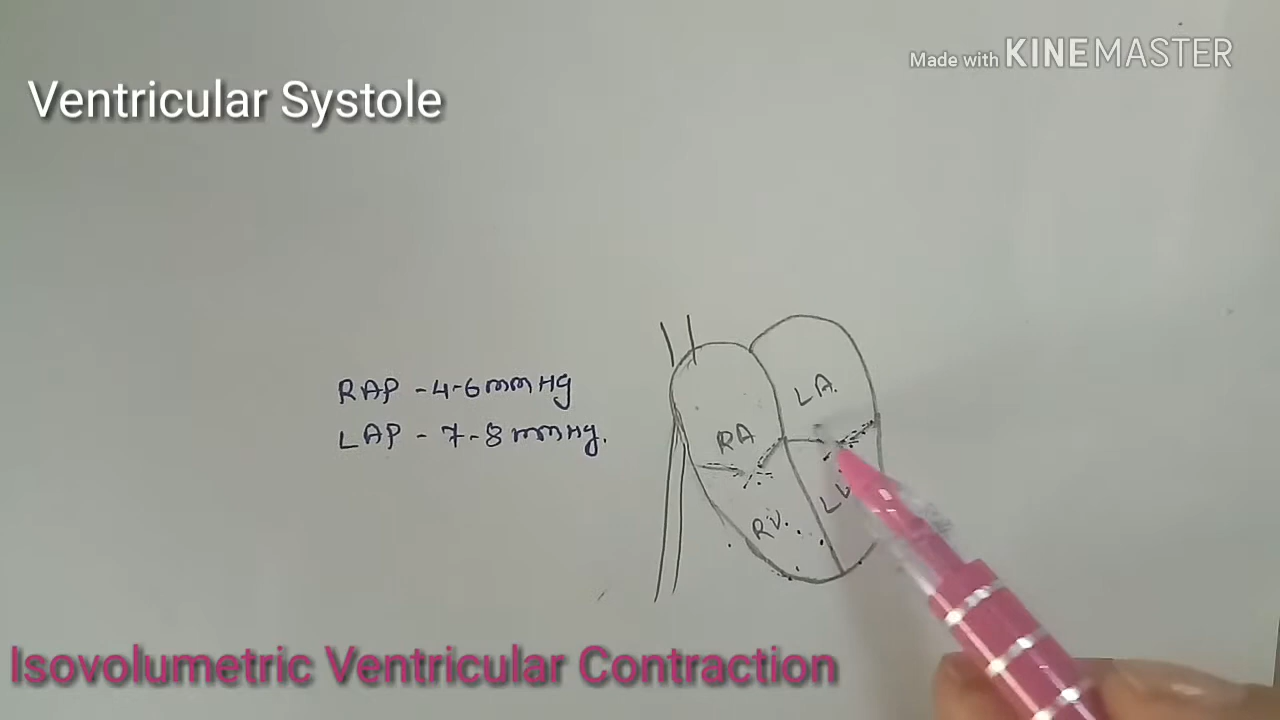 Made with KINEMASTER
Ventricular Systole
RAP - 4-6 mmHg
LAP - 7-8 mmHg.
LA.
RA
LV
RV.
Isovolumetric Ventricular Contraction